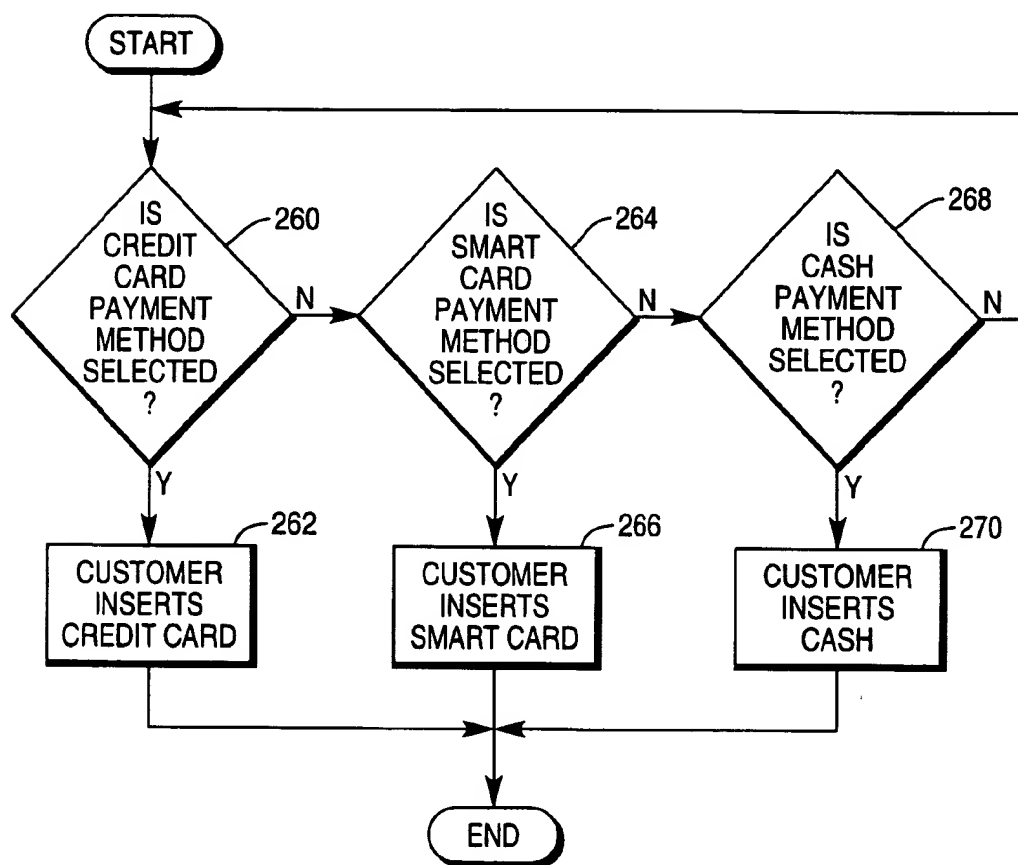 START
IS
CREDIT
CARD
PAYMENT
METHOD
SELECTED
?
260
N
Y
IS
SMART
CARD
PAYMENT
METHOD
SELECTED
?
264
N
Y
IS
CASH
PAYMENT
METHOD
SELECTED
?
268
N
Y
262
CUSTOMER
INSERTS
CREDIT CARD
266
CUSTOMER
INSERTS
SMART CARD
270
CUSTOMER
INSERTS
CASH
END